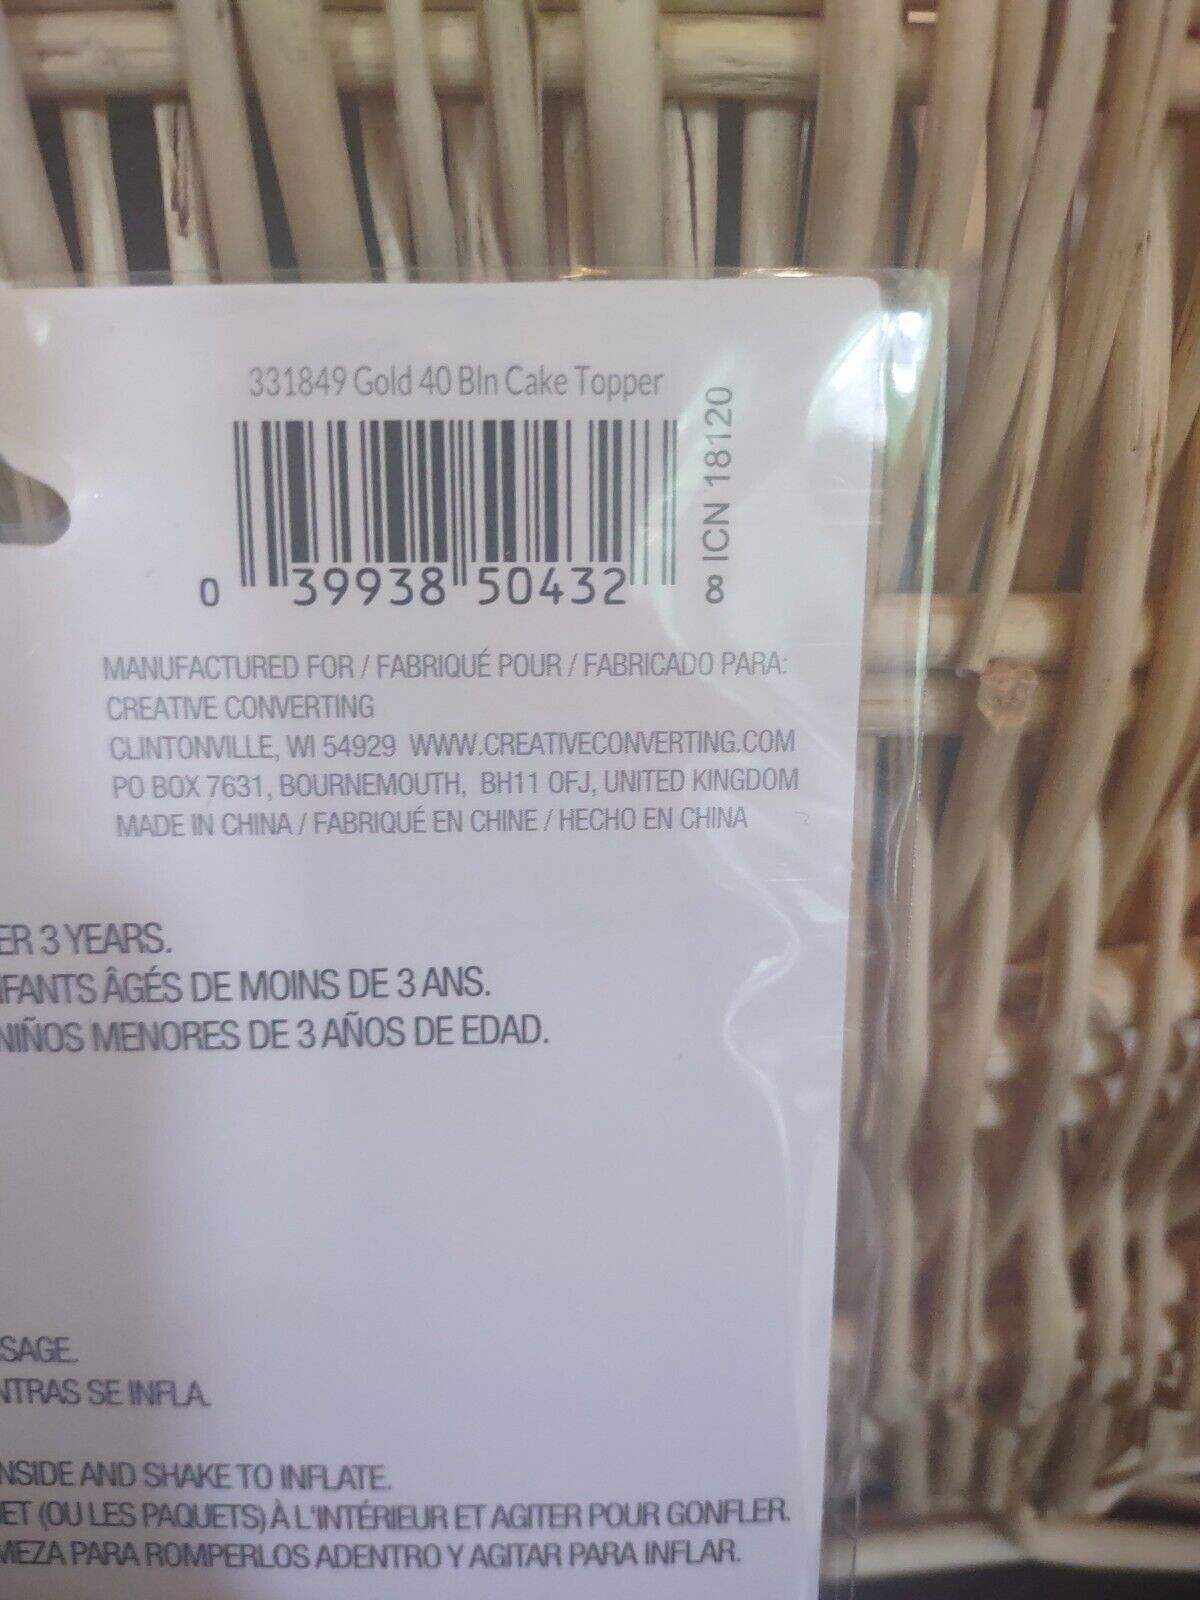 331849 Gold 40 Bln Cake Topper
0 39938 50432 8
ICN 18120
MANUFACTURED FOR / FABRIQUÉ POUR / FABRICADO PARA:
CREATIVE CONVERTING
CLINTONVILLE, WI 54929 WWW.CREATIVECONVERTING.COM
PO BOX 7631, BOURNEMOUTH, BH11 0FJ, UNITED KINGDOM
MADE IN CHINA / FABRIQUÉ EN CHINE / HECHO EN CHINA
ER 3 YEARS.
NFANTS ÂGÉS DE MOINS DE 3 ANS.
NIÑOS MENORES DE 3 AÑOS DE EDAD.
SAGE.
NTRAS SE INFLA.
NSIDE AND SHAKE TO INFLATE.
ET (OU LES PAQUETS) À L'INTÉRIEUR ET AGITER POUR GONFLER.
MEZA PARA ROMPERLOS ADENTRO Y AGITAR PARA INFLAR.